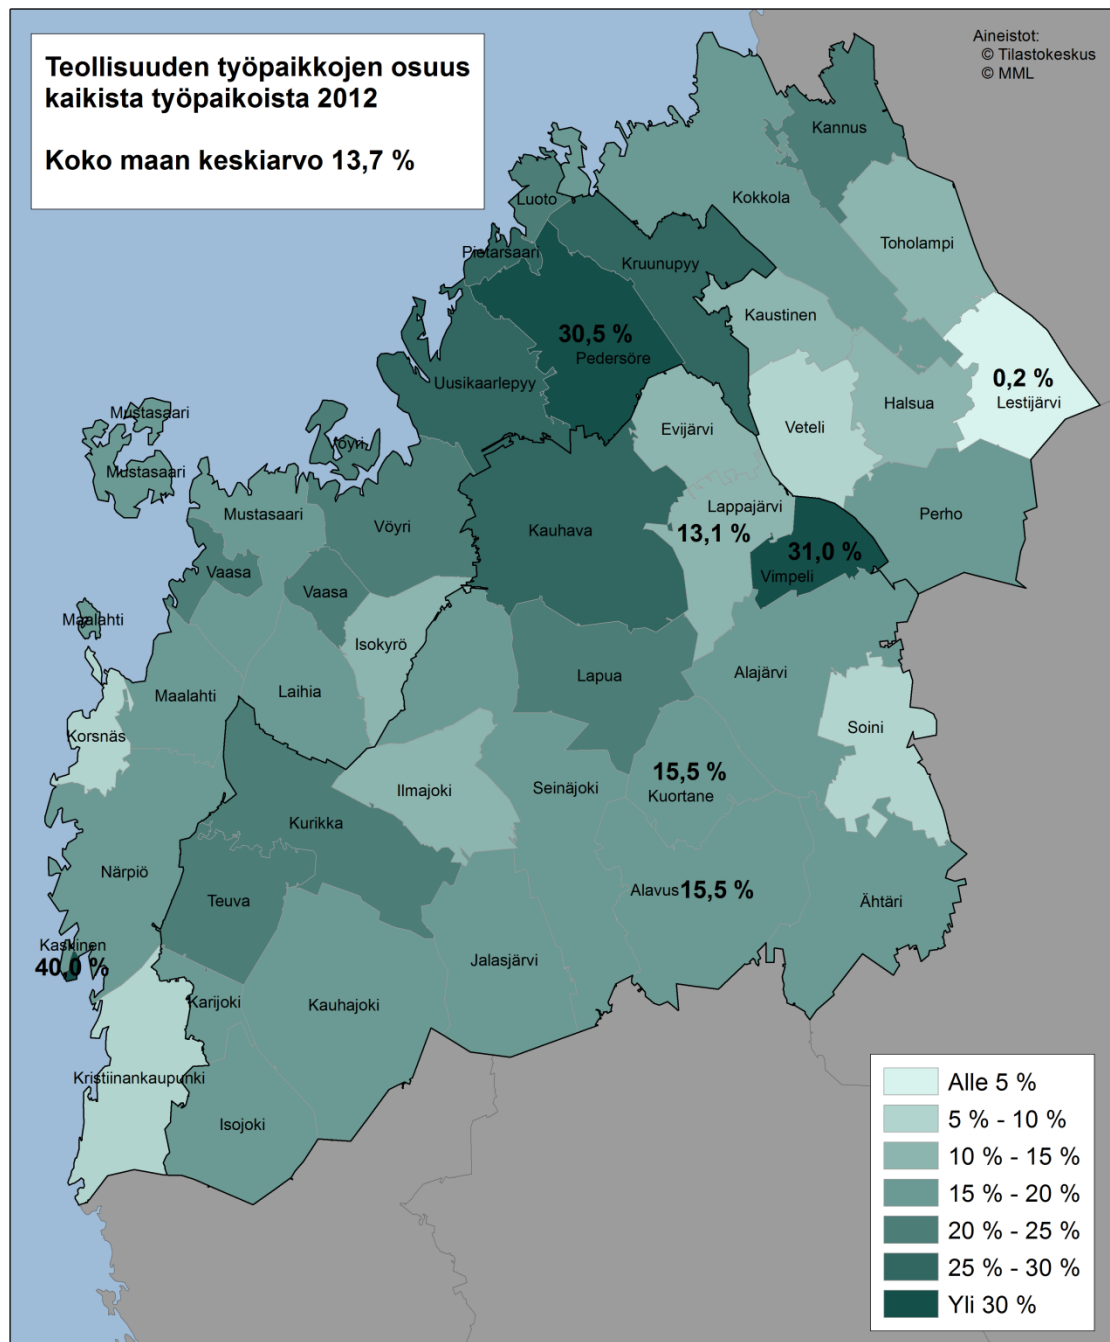 Teollisuuden työpaikkojen osuus
kaikista työpaikoista 2012
Koko maan keskiarvo 13,7 %
Aineistot:
© Tilastokeskus
© MML
Kannus
Luoto
Kokkola
Toholampi
Pietarsaari
Kruunupyy
Kaustinen
30,5 %
Pedersöre
0,2 %
Lestijärvi
Uusikaarlepyy
Halsua
Mustasaari
Evijärvi
Veteli
Vöyri
Mustasaari
Lappajärvi
Mustasaari
Vöyri
Kauhava
13,1 %
Perho
31,0 %
Vimpeli
Vaasa
Vaasa
Maalahti
Isokyrö
Lapua
Alajärvi
Maalahti
Laihia
Korsnäs
Soini
15,5 %
Kuortane
Ilmajoki
Seinäjoki
Kurikka
Närpiö
Teuva
Alavus 15,5 %
Ähtäri
Kaskinen
40,0 %
Jalasjärvi
Karijoki
Kauhajoki
Kristiinankaupunki
Isojoki
Alle 5 %
5 % - 10 %
10 % - 15 %
15 % - 20 %
20 % - 25 %
25 % - 30 %
Yli 30 %